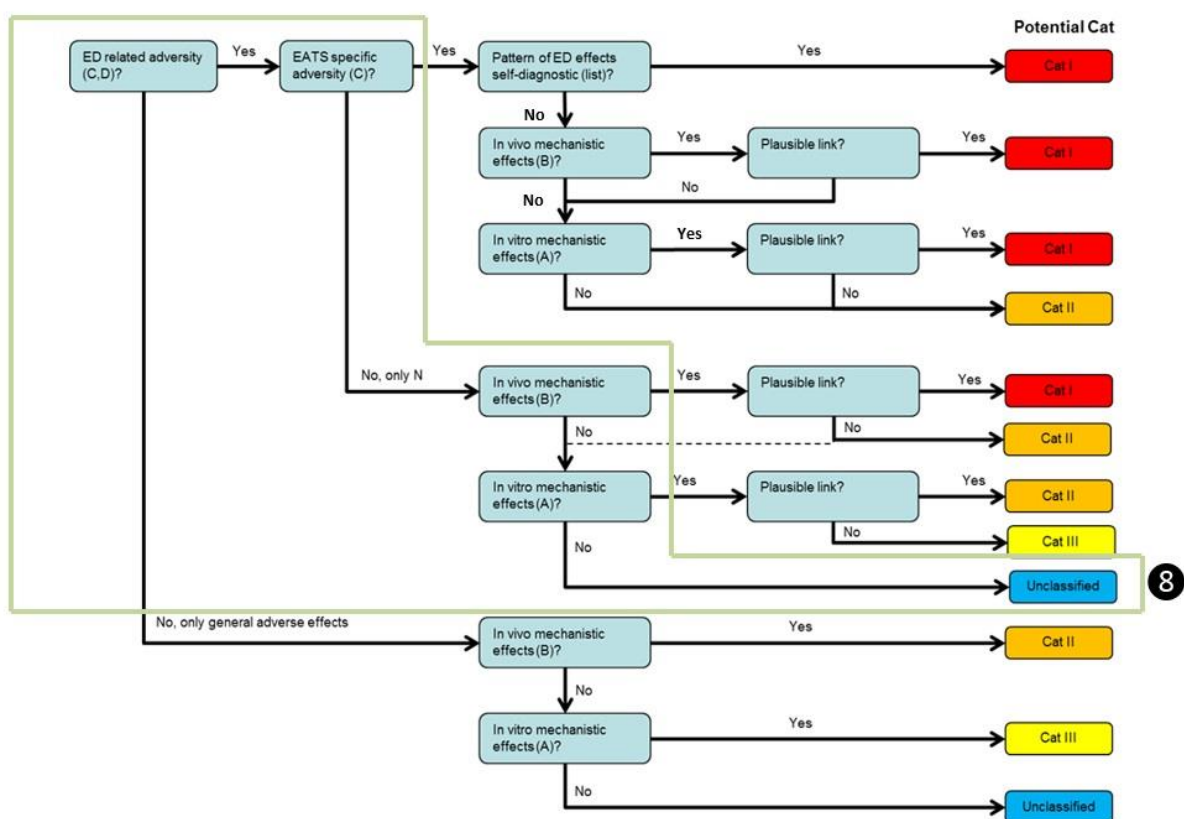 Potential Cat
ED related adversity
(C,D)?
Yes
EATS specific
adversity (C)?
Yes
Pattern of ED effects
self-diagnostic (list)?
Yes
Cat I
No
In vivo mechanistic
effects (B)?
Yes
Plausible link?
Yes
Cat I
No
No
In vitro mechanistic
effects (A)?
Yes
Plausible link?
Yes
Cat I
No
No
Cat II
No, only N
In vivo mechanistic
effects (B)?
Yes
Plausible link?
Yes
Cat I
No
No
Cat II
In vitro mechanistic
effects (A)?
Yes
Plausible link?
Yes
Cat II
No
Cat III
No
Unclassified
8
No, only general adverse effects
In vivo mechanistic
effects (B)?
Yes
Cat II
No
In vitro mechanistic
effects (A)?
Yes
Cat III
No
Unclassified